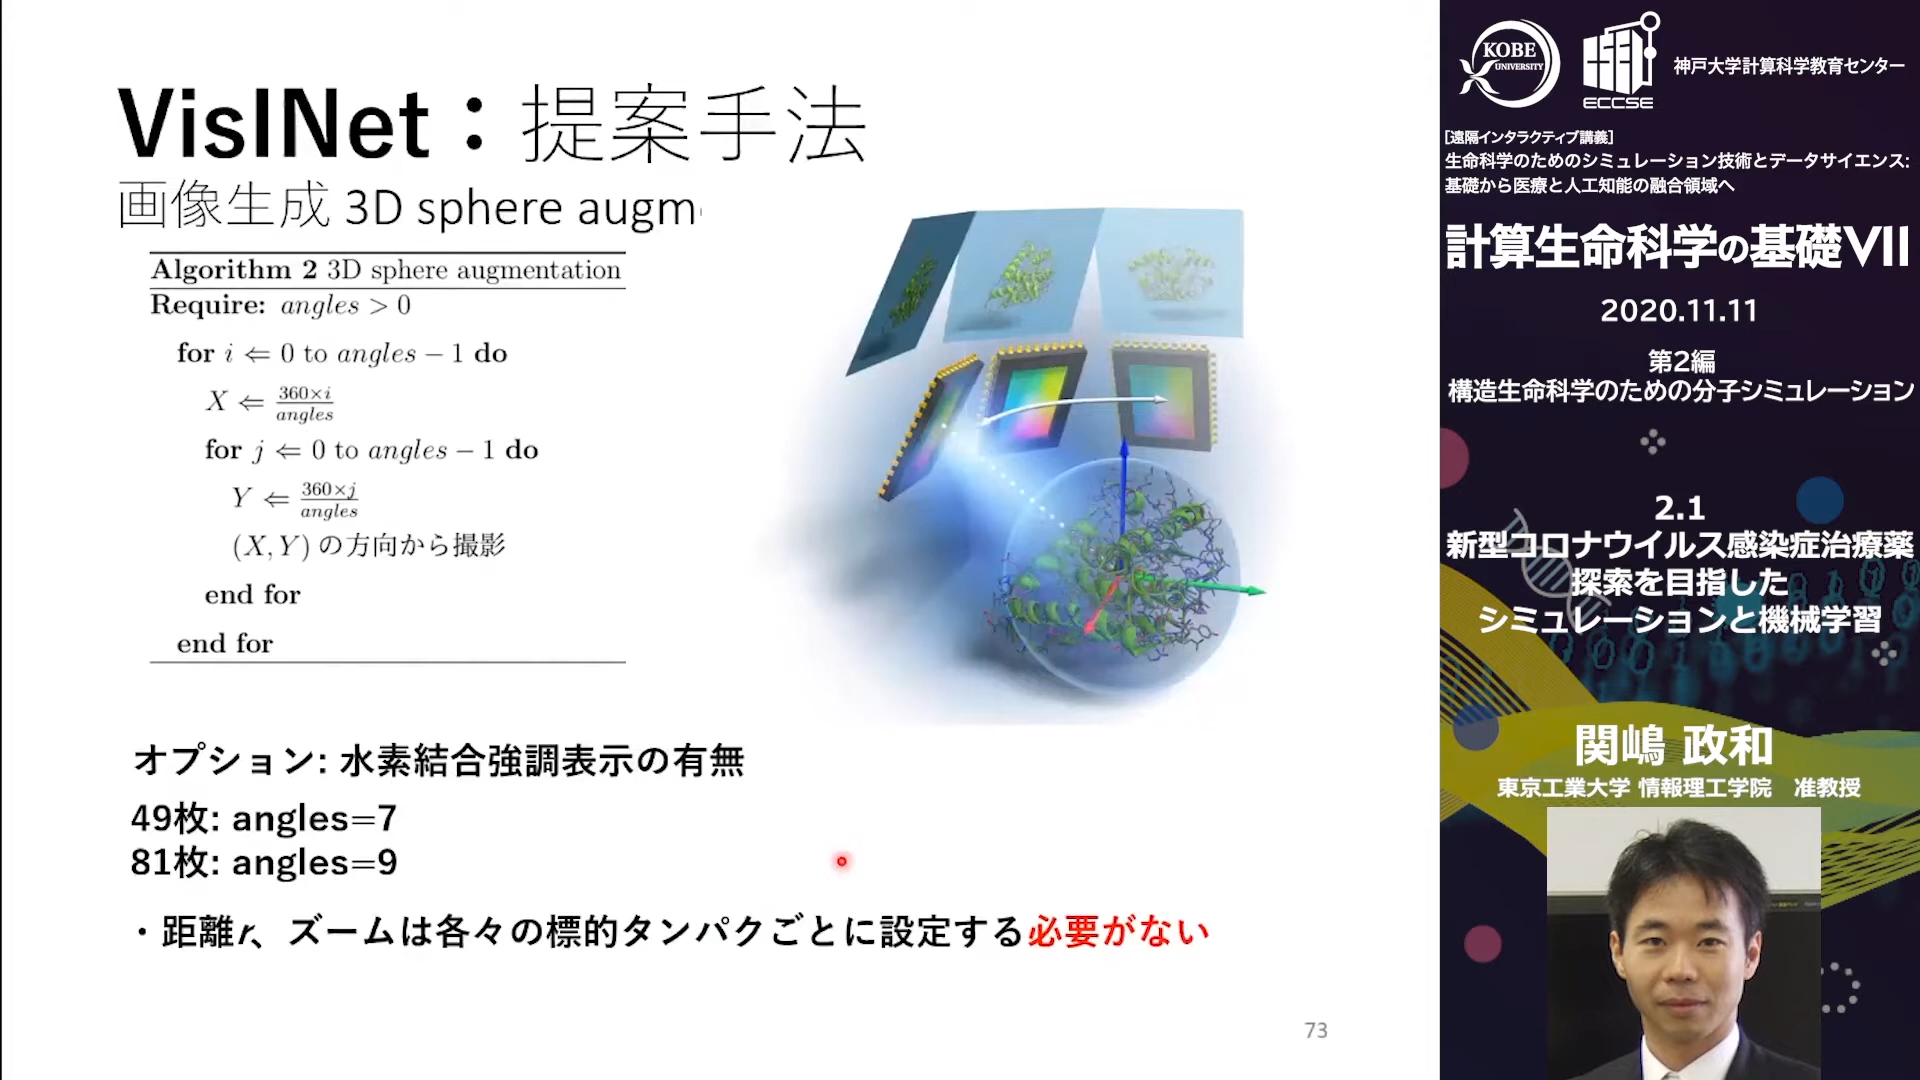 VisINet：提案手法
画像生成 3D sphere augm
Algorithm 2 3D sphere augmentation
Require: angles > 0
for i ⇐ 0 to angles − 1 do
X ⇐ 360×i / angles
for j ⇐ 0 to angles − 1 do
Y ⇐ 360×j / angles
(X, Y) の方向から撮影
end for
end for
オプション: 水素結合強調表示の有無
49枚: angles=7
81枚: angles=9
・距離r、ズームは各々の標的タンパクごとに設定する必要がない
73
KOBE
UNIVERSITY
ECCSE
神戸大学計算科学教育センター
［遠隔インタラクティブ講義］
生命科学のためのシミュレーション技術とデータサイエンス:
基礎から医療と人工知能の融合領域へ
計算生命科学の基礎VII
2020.11.11
第2編
構造生命科学のための分子シミュレーション
2.1
新型コロナウイルス感染症治療薬
探索を目指した
シミュレーションと機械学習
関嶋 政和
東京工業大学 情報理工学院　准教授